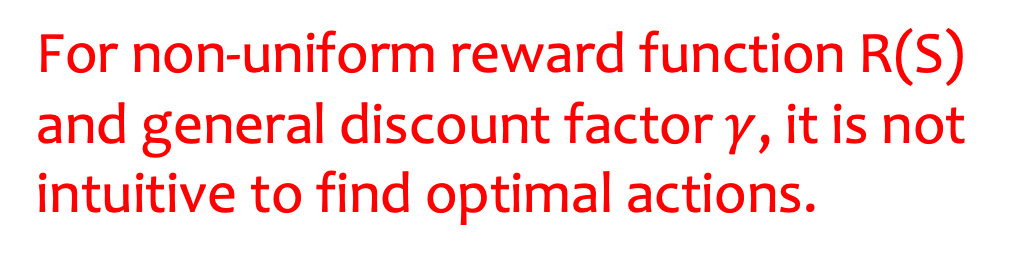 For non-uniform reward function R(S)
and general discount factor γ, it is not
intuitive to find optimal actions.